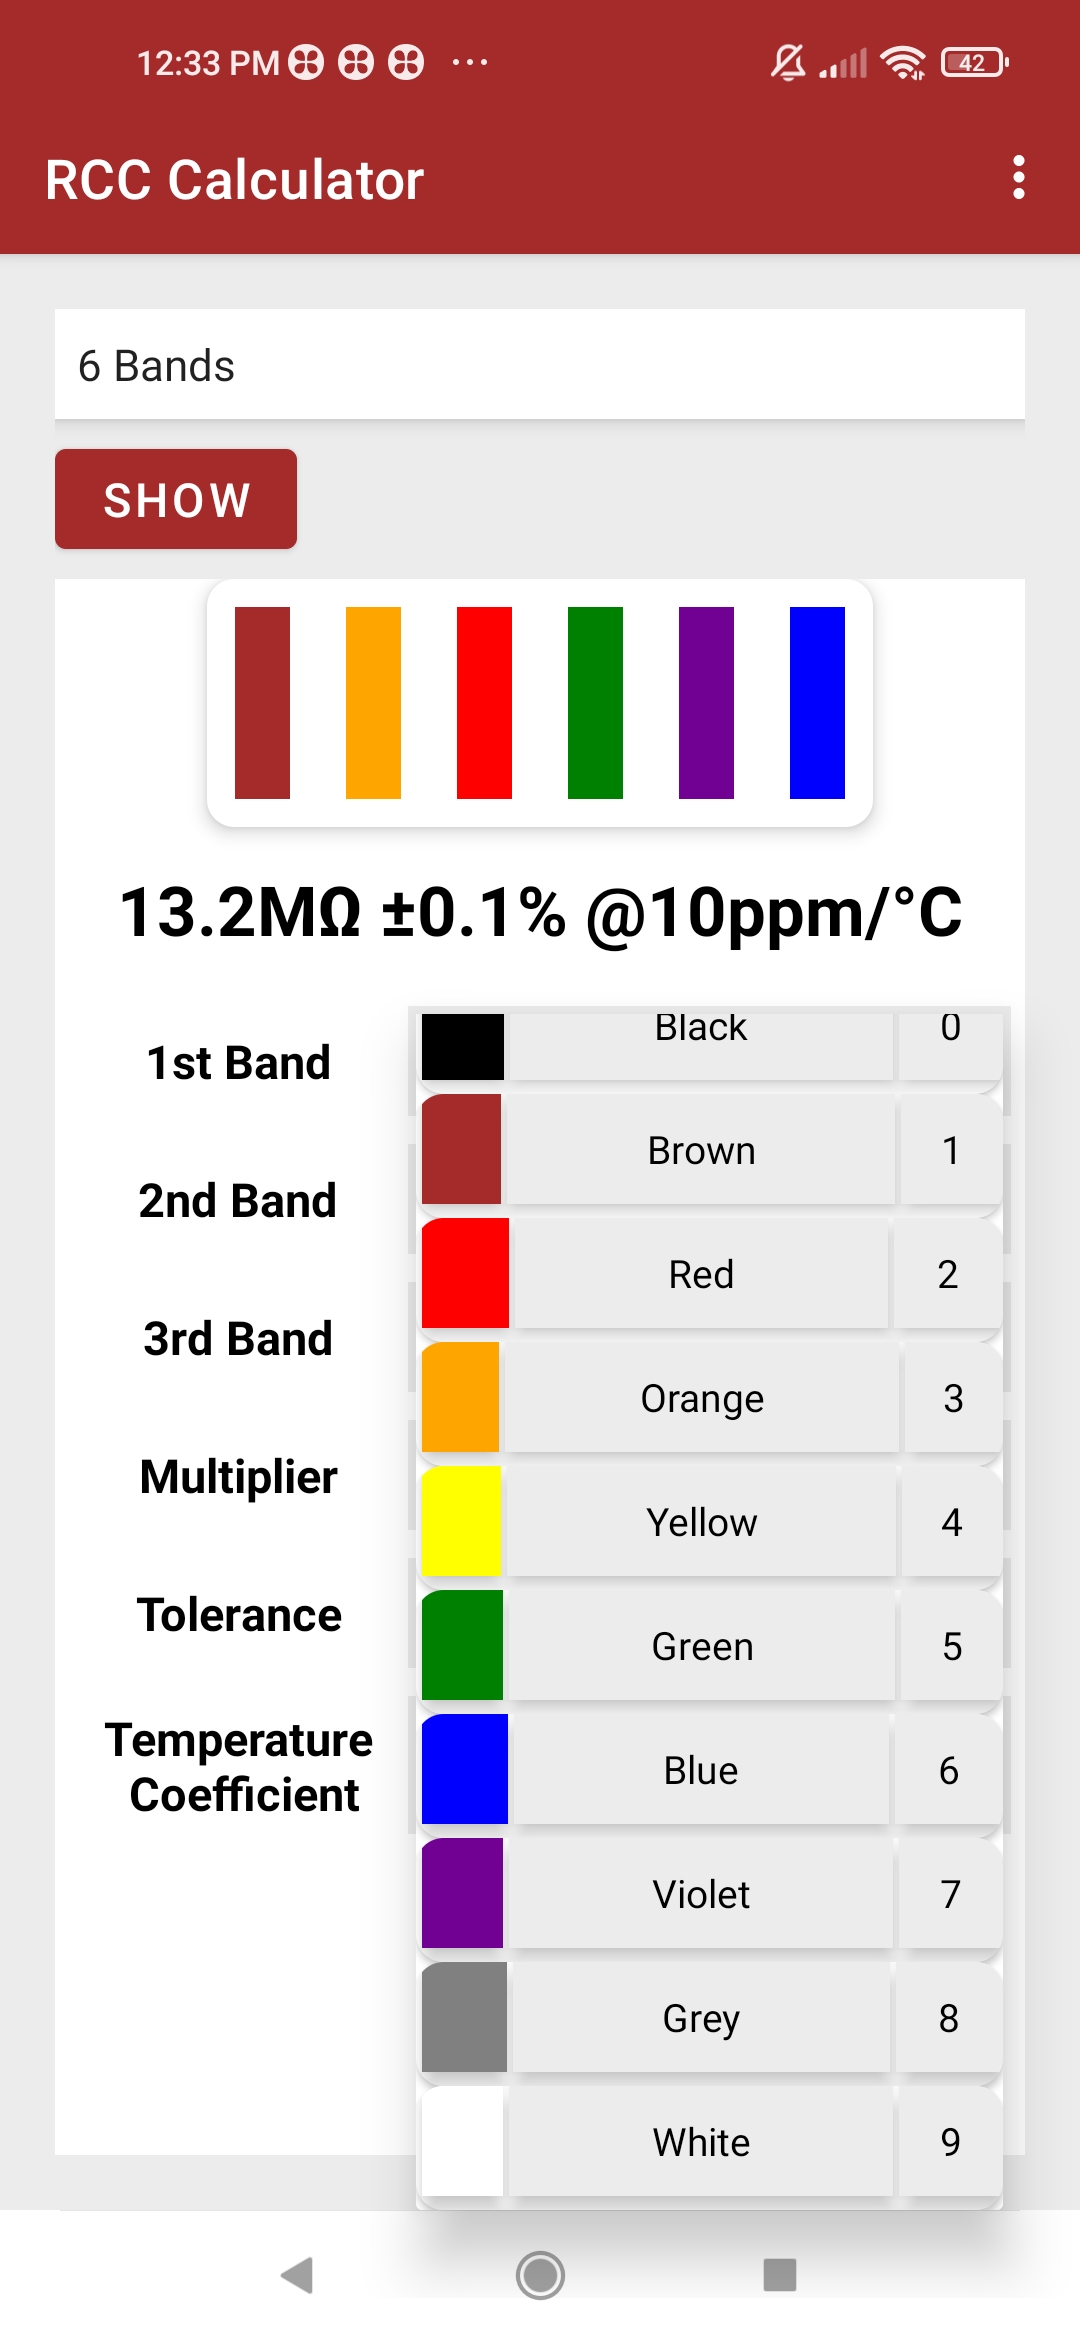 12:33 PM
42
RCC Calculator
6 Bands
SHOW
13.2MΩ ±0.1% @10ppm/°C
1st Band
2nd Band
3rd Band
Multiplier
Tolerance
Temperature
Coefficient
Black 0
Brown 1
Red 2
Orange 3
Yellow 4
Green 5
Blue 6
Violet 7
Grey 8
White 9